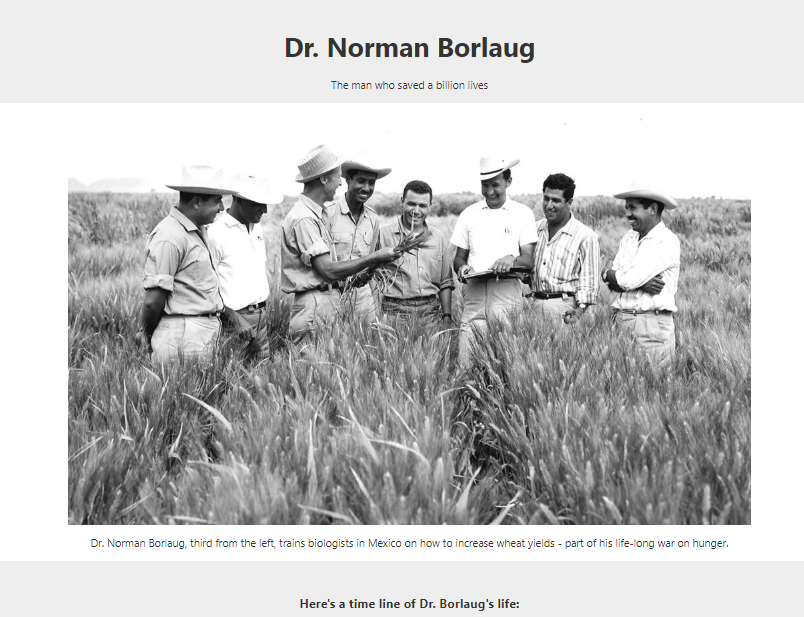 Dr. Norman Borlaug
The man who saved a billion lives
Dr. Norman Borlaug, third from the left, trains biologists in Mexico on how to increase wheat yields - part of his life-long war on hunger.
Here's a time line of Dr. Borlaug's life: